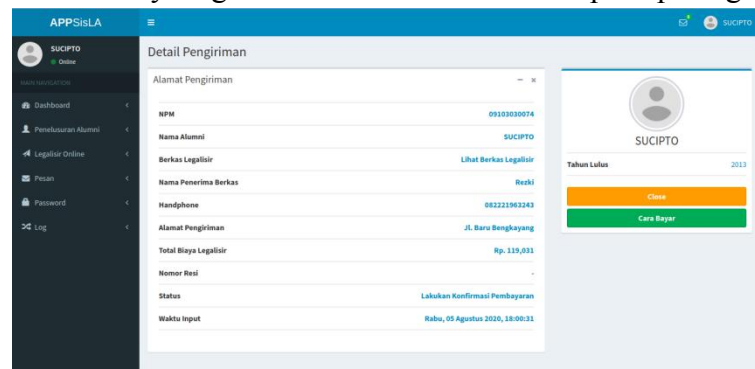 APPSisLA
SUCIPTO
SUCIPTO
Online
MAIN NAVIGATION
Dashboard
Penelusuran Alumni
Legalisir Online
Pesan
Password
Log
Detail Pengiriman
Alamat Pengiriman
NPM 09103030074
Nama Alumni SUCIPTO
Berkas Legalisir Lihat Berkas Legalisir
Nama Penerima Berkas Rezki
Handphone 082221963243
Alamat Pengiriman Jl. Baru Bengkayang
Total Biaya Legalisir Rp. 119,031
Nomor Resi -
Status Lakukan Konfirmasi Pembayaran
Waktu Input Rabu, 05 Agustus 2020, 18:00:31
SUCIPTO
Tahun Lulus 2013
Close
Cara Bayar